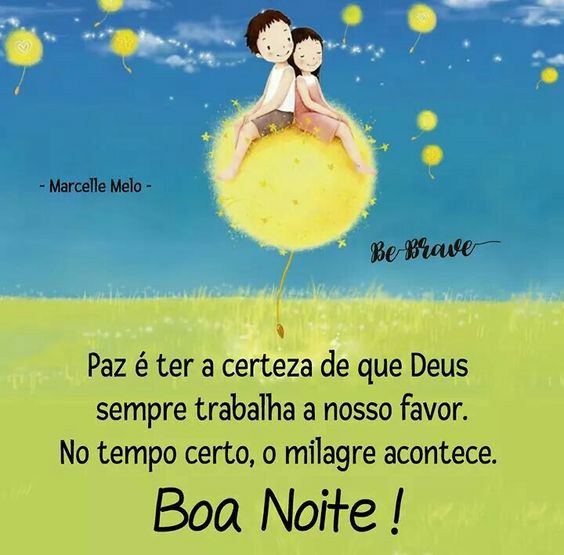 - Marcelle Melo -
Be Brave
Paz é ter a certeza de que Deus
sempre trabalha a nosso favor.
No tempo certo, o milagre acontece.
Boa Noite !